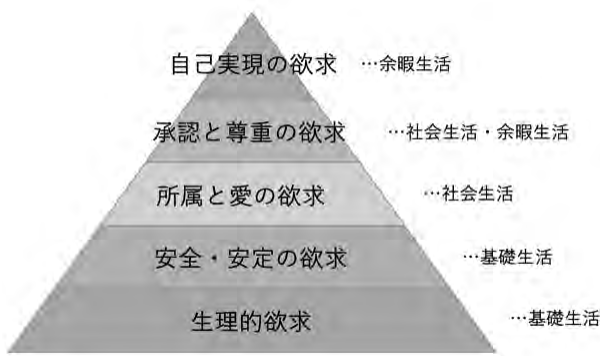 自己実現の欲求 …余暇生活
承認と尊重の欲求 …社会生活・余暇生活
所属と愛の欲求 …社会生活
安全・安定の欲求 …基礎生活
生理的欲求 …基礎生活